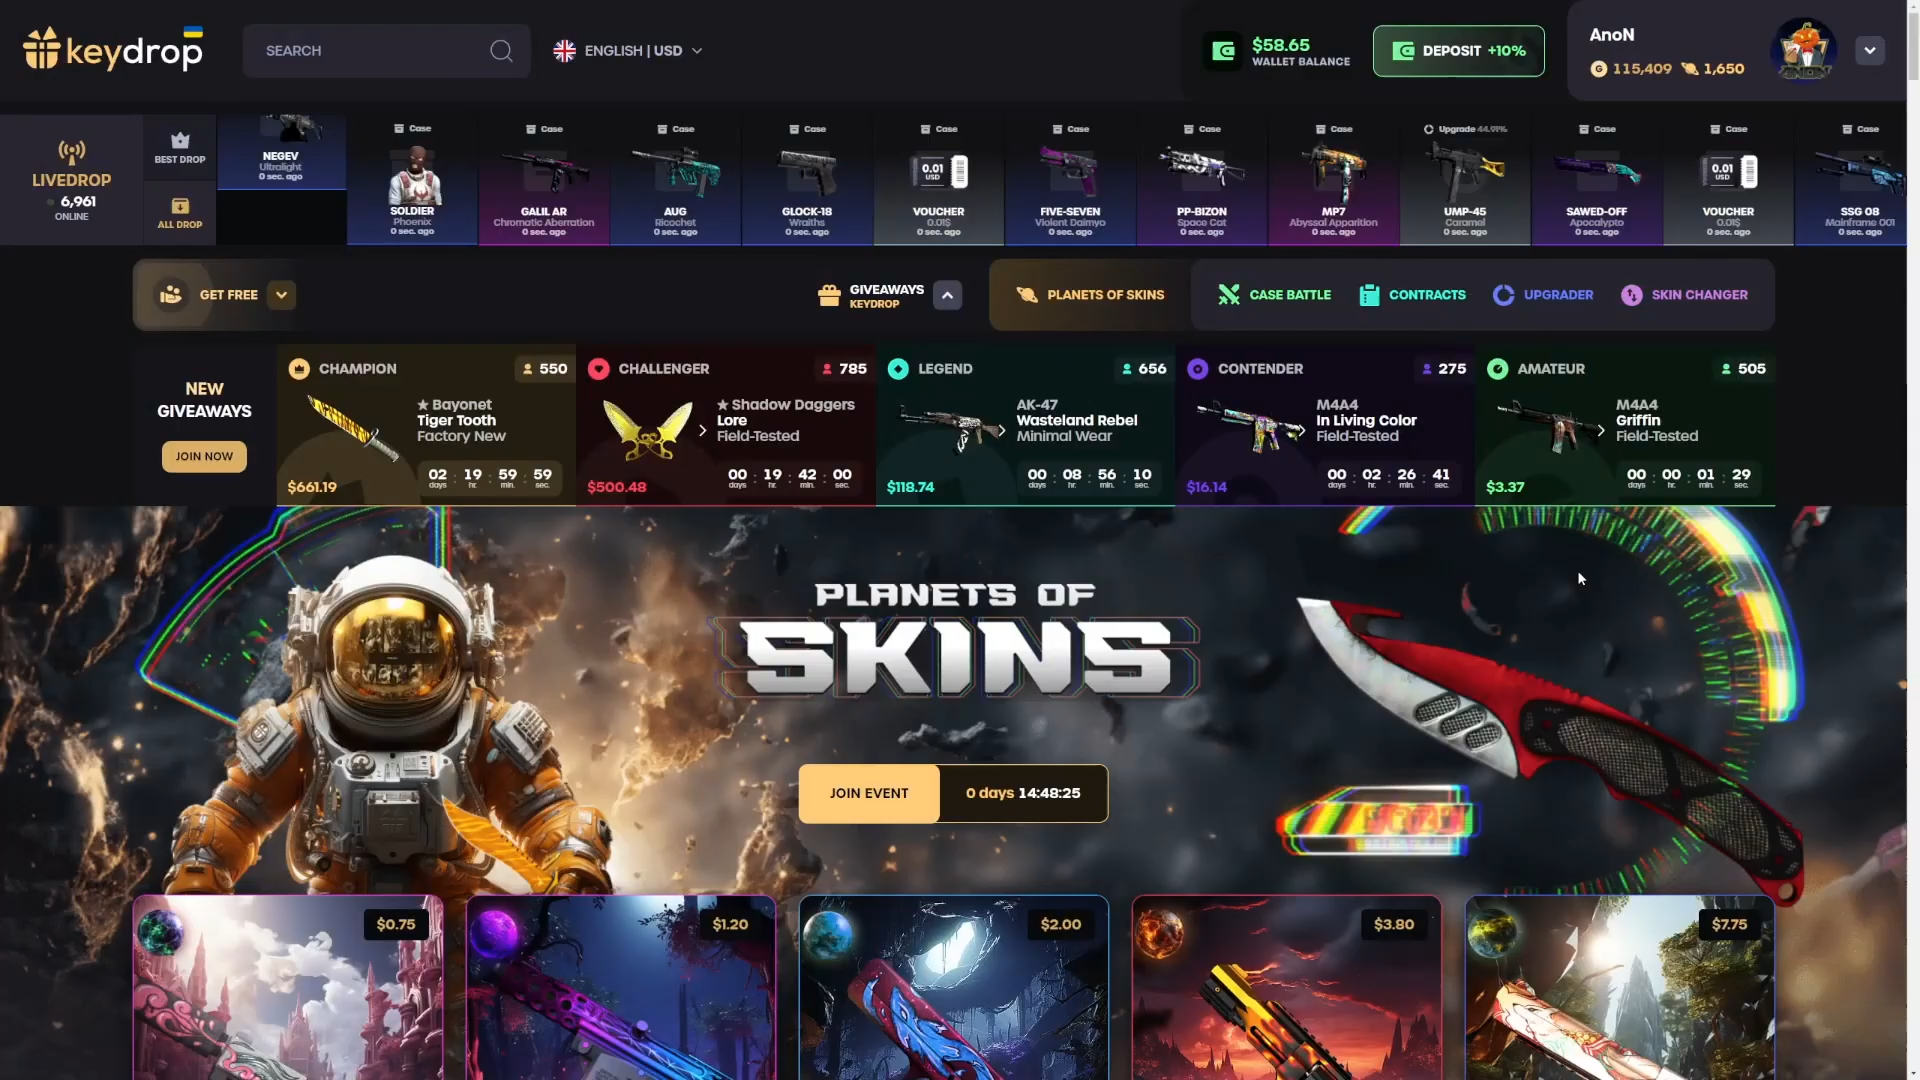 keydrop
SEARCH
ENGLISH | USD
$58.65
WALLET BALANCE
DEPOSIT +10%
AnoN
115,409 1,650
LIVEDROP
6,961
ONLINE
BEST DROP
ALL DROP
NEGEV
Ultralight
0 sec. ago
Case
SOLDIER
Phoenix
0 sec. ago
Case
GALIL AR
Chromatic Aberration
0 sec. ago
Case
AUG
Ricochet
0 sec. ago
Case
GLOCK-18
Wraiths
0 sec. ago
Case
0.01
USD
VOUCHER
0.01$
0 sec. ago
Case
FIVE-SEVEN
Violent Daimyo
0 sec. ago
Case
PP-BIZON
Space Cat
0 sec. ago
Case
MP7
Abyssal Apparition
0 sec. ago
Upgrade 44.91%
UMP-45
Caramel
0 sec. ago
Case
SAWED-OFF
Apocalypto
0 sec. ago
Case
0.01
USD
VOUCHER
0.01$
0 sec. ago
Case
SSG 08
Mainframe 001
0 sec. ago
GET FREE
GIVEAWAYS
KEYDROP
PLANETS OF SKINS
CASE BATTLE
CONTRACTS
UPGRADER
SKIN CHANGER
NEW
GIVEAWAYS
JOIN NOW
CHAMPION 550
★ Bayonet
Tiger Tooth
Factory New
02 : 19 : 59 : 59
days hr. min. sec.
$661.19
CHALLENGER 785
★ Shadow Daggers
Lore
Field-Tested
00 : 19 : 42 : 00
days hr. min. sec.
$500.48
LEGEND 656
AK-47
Wasteland Rebel
Minimal Wear
00 : 08 : 56 : 10
days hr. min. sec.
$118.74
CONTENDER 275
M4A4
In Living Color
Field-Tested
00 : 02 : 26 : 41
days hr. min. sec.
$16.14
AMATEUR 505
M4A4
Griffin
Field-Tested
00 : 00 : 01 : 29
days hr. min. sec.
$3.37
PLANETS OF
SKINS
JOIN EVENT
0 days 14:48:25
$0.75
$1.20
$2.00
$3.80
$7.75